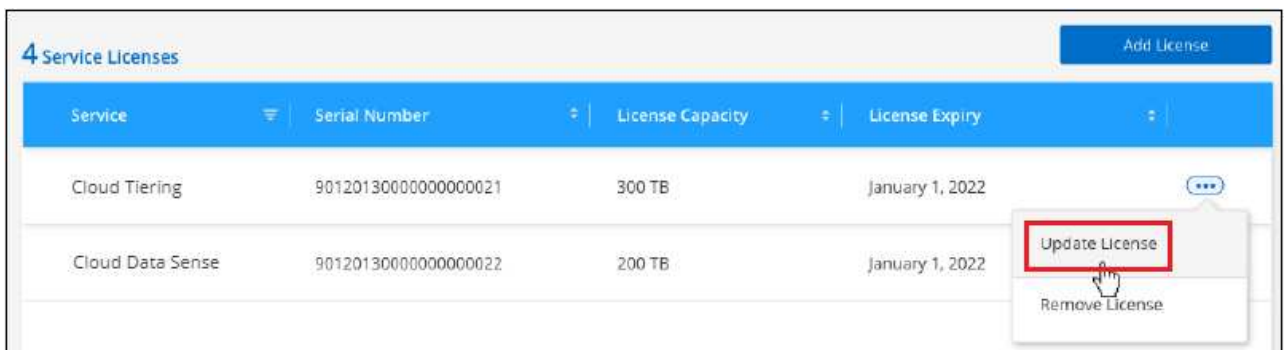 4 Service Licenses
Add License
Service Serial Number License Capacity License Expiry
Cloud Tiering 90120130000000000021 300 TB January 1, 2022
Update License
Cloud Data Sense 90120130000000000022 200 TB January 1, 2022
Remove License